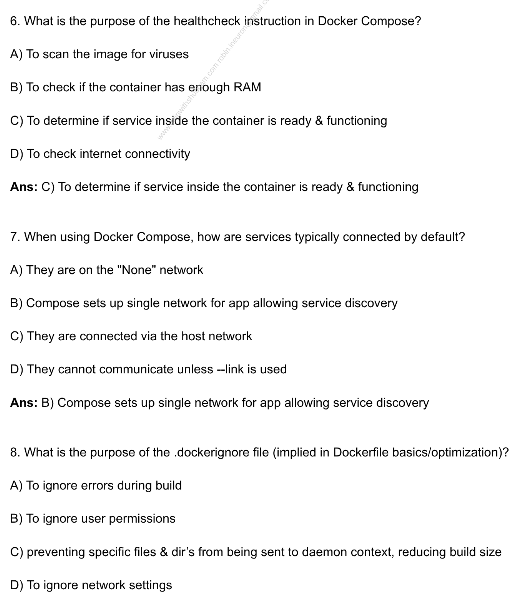 6. What is the purpose of the healthcheck instruction in Docker Compose?
A) To scan the image for viruses
B) To check if the container has enough RAM
C) To determine if service inside the container is ready & functioning
D) To check internet connectivity
Ans: C) To determine if service inside the container is ready & functioning
7. When using Docker Compose, how are services typically connected by default?
A) They are on the "None" network
B) Compose sets up single network for app allowing service discovery
C) They are connected via the host network
D) They cannot communicate unless --link is used
Ans: B) Compose sets up single network for app allowing service discovery
8. What is the purpose of the .dockerignore file (implied in Dockerfile basics/optimization)?
A) To ignore errors during build
B) To ignore user permissions
C) preventing specific files & dir's from being sent to daemon context, reducing build size
D) To ignore network settings